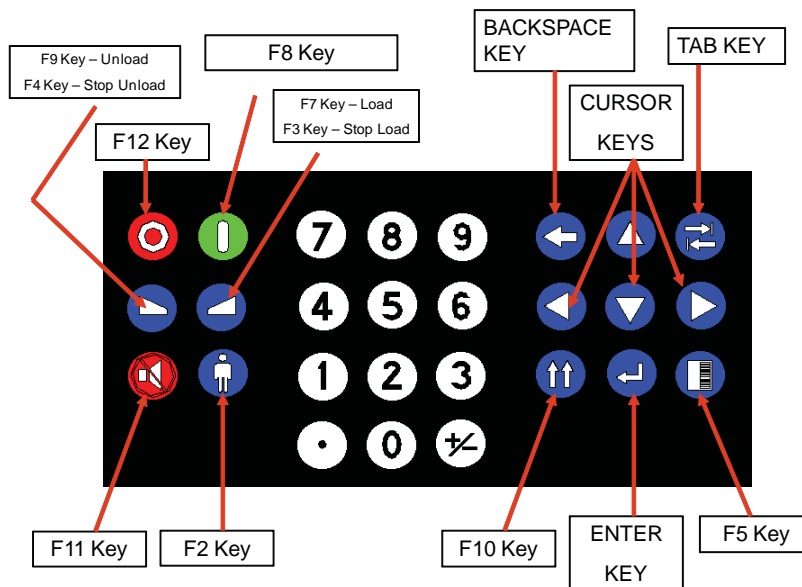 BACKSPACE
KEY
TAB KEY
F9 Key – Unload
F4 Key – Stop Unload
F8 Key
F7 Key – Load
F3 Key – Stop Load
CURSOR
KEYS
F12 Key
7 8 9
4 5 6
1 2 3
. 0 +/-
F11 Key
F2 Key
F10 Key
ENTER
KEY
F5 Key